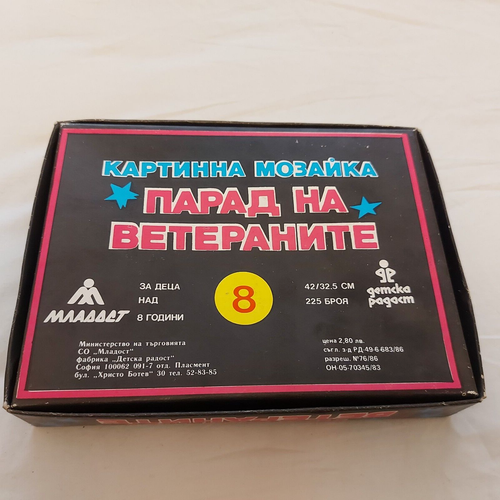 КАРТИННА МОЗАЙКА
ПАРАД НА
ВЕТЕРАНИТЕ
МЛАДОСТ
ЗА ДЕЦА
НАД
8 ГОДИНИ
8
42/32.5 СМ
225 БРОЯ
детска
радост
Министерство на търговията
СО „Младост"
фабрика „Детска радост"
София 100062 091-7 отд. Пласмент
бул. „Христо Ботев" 30 тел. 52-83-85
цена 2,80 лв.
съгл. з-д РД-49-6-683/86
разреш. №76/86
ОН-05-70345/83